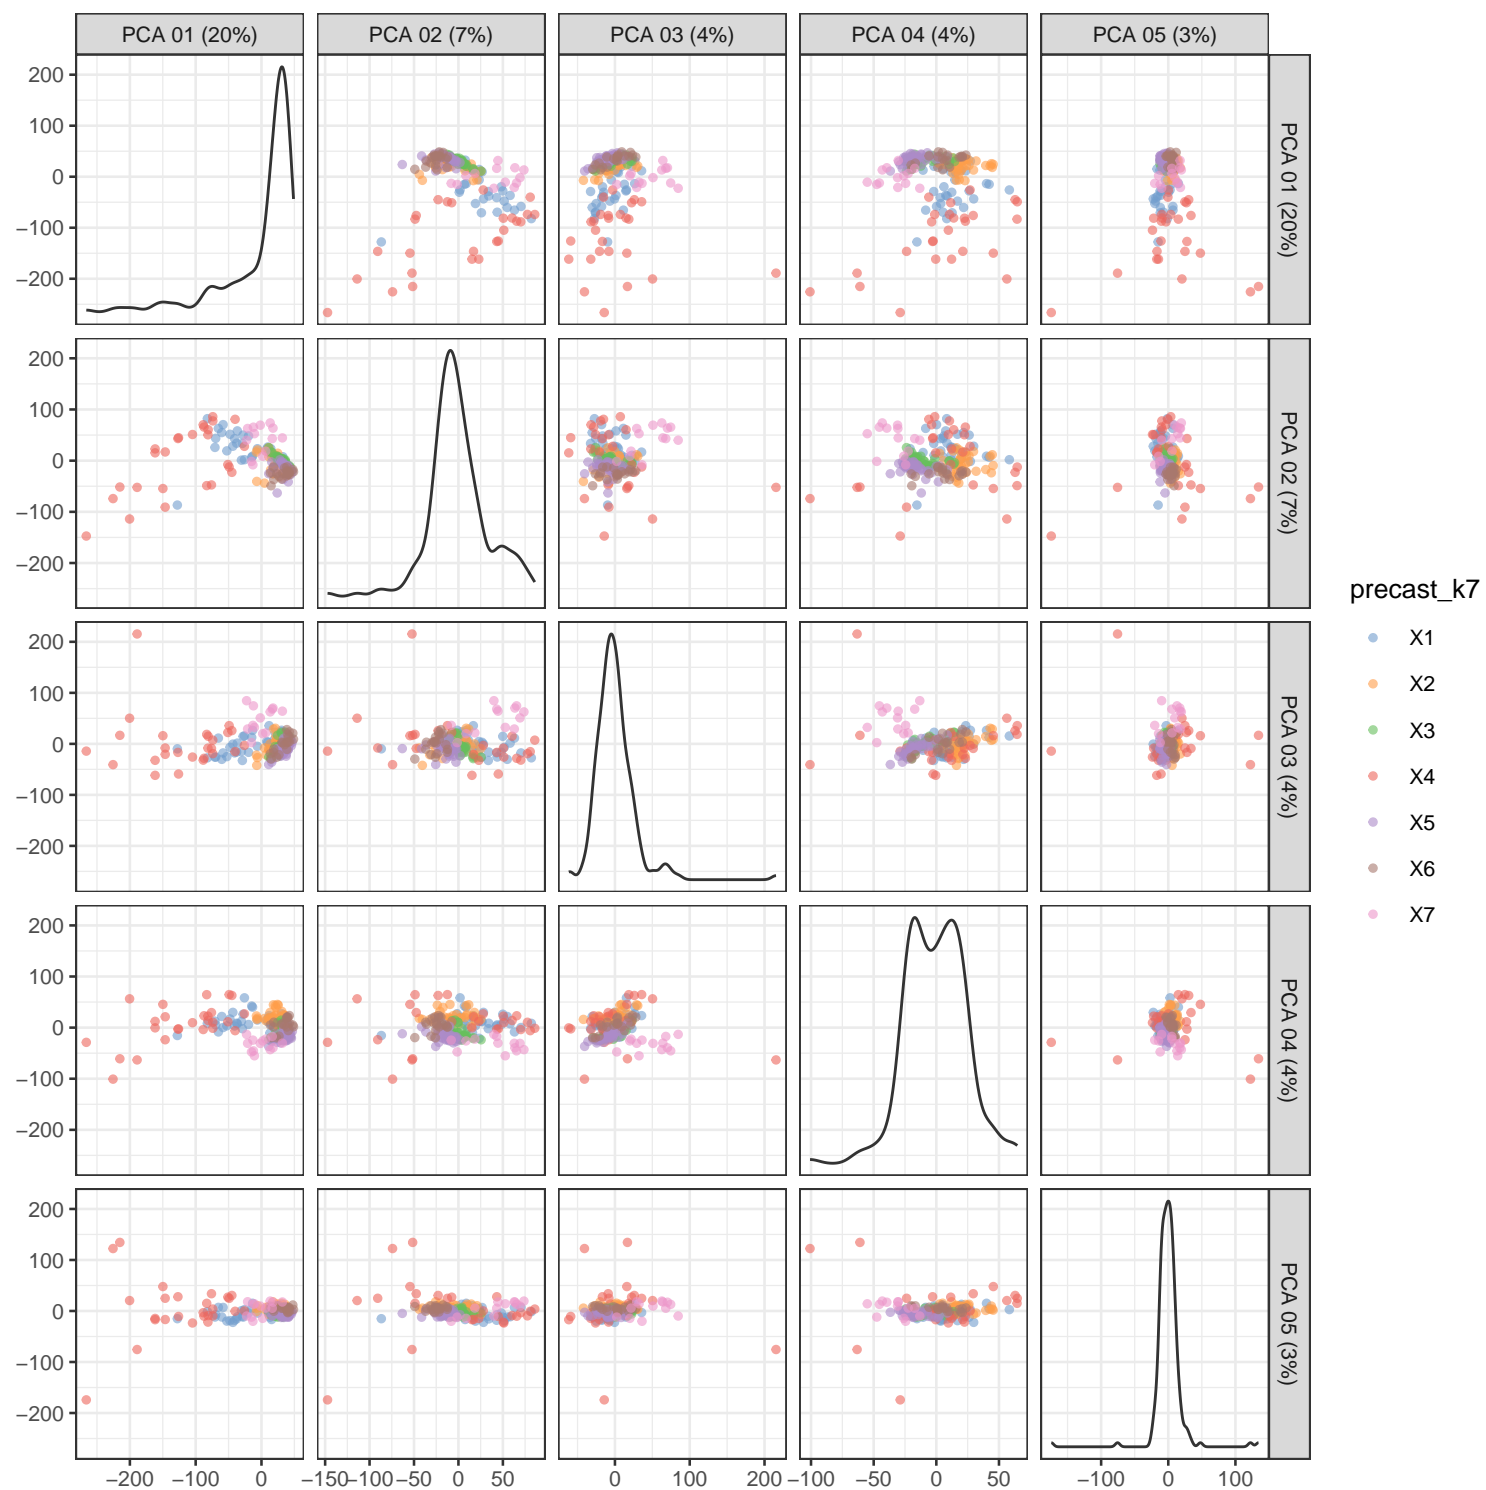 PCA 01 (20%) PCA 02 (7%) PCA 03 (4%) PCA 04 (4%) PCA 05 (3%)
200
100
0
−100
−200
PCA 01 (20%)
200
100
0
−100
−200
PCA 02 (7%)
200
100
0
−100
−200
PCA 03 (4%)
200
100
0
−100
−200
PCA 04 (4%)
200
100
0
−100
−200
PCA 05 (3%)
−200 −100 0 −150 −100 −50 0 50 0 100 200 −100 −50 0 50 −100 0 100
precast_k7
X1
X2
X3
X4
X5
X6
X7